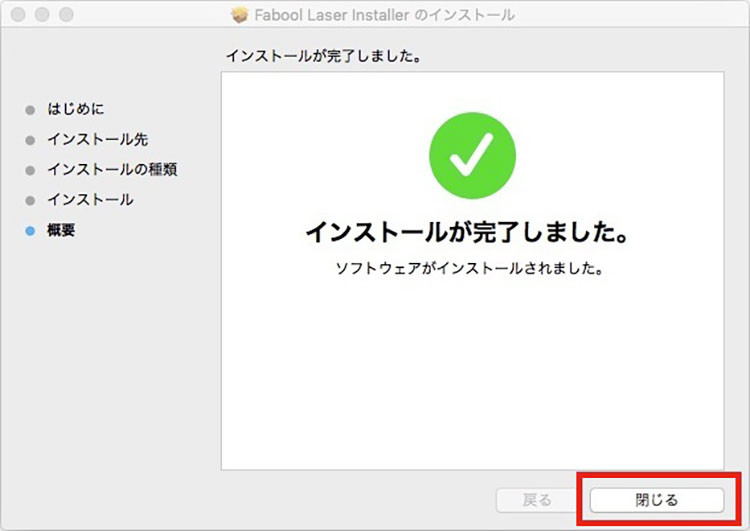 Fabool Laser Installer のインストール
インストールが完了しました。
はじめに
インストール先
インストールの種類
インストール
概要
インストールが完了しました。
ソフトウェアがインストールされました。
戻る
閉じる